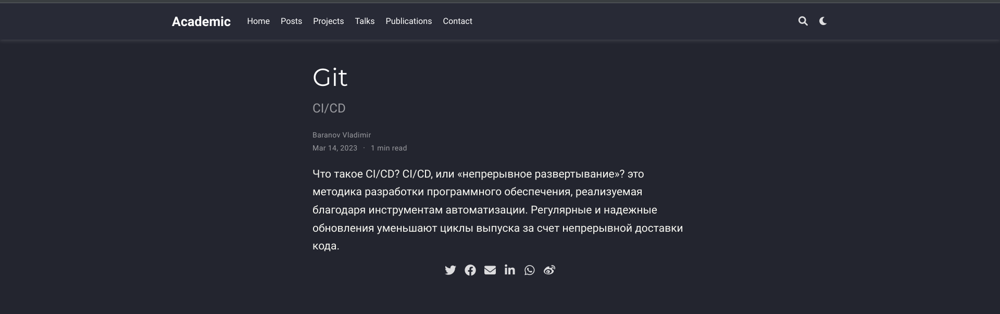 Academic Home Posts Projects Talks Publications Contact
Git
CI/CD
Baranov Vladimir
Mar 14, 2023 · 1 min read
Что такое CI/CD? CI/CD, или «непрерывное развертывание»? это
методика разработки программного обеспечения, реализуемая
благодаря инструментам автоматизации. Регулярные и надежные
обновления уменьшают циклы выпуска за счет непрерывной доставки
кода.